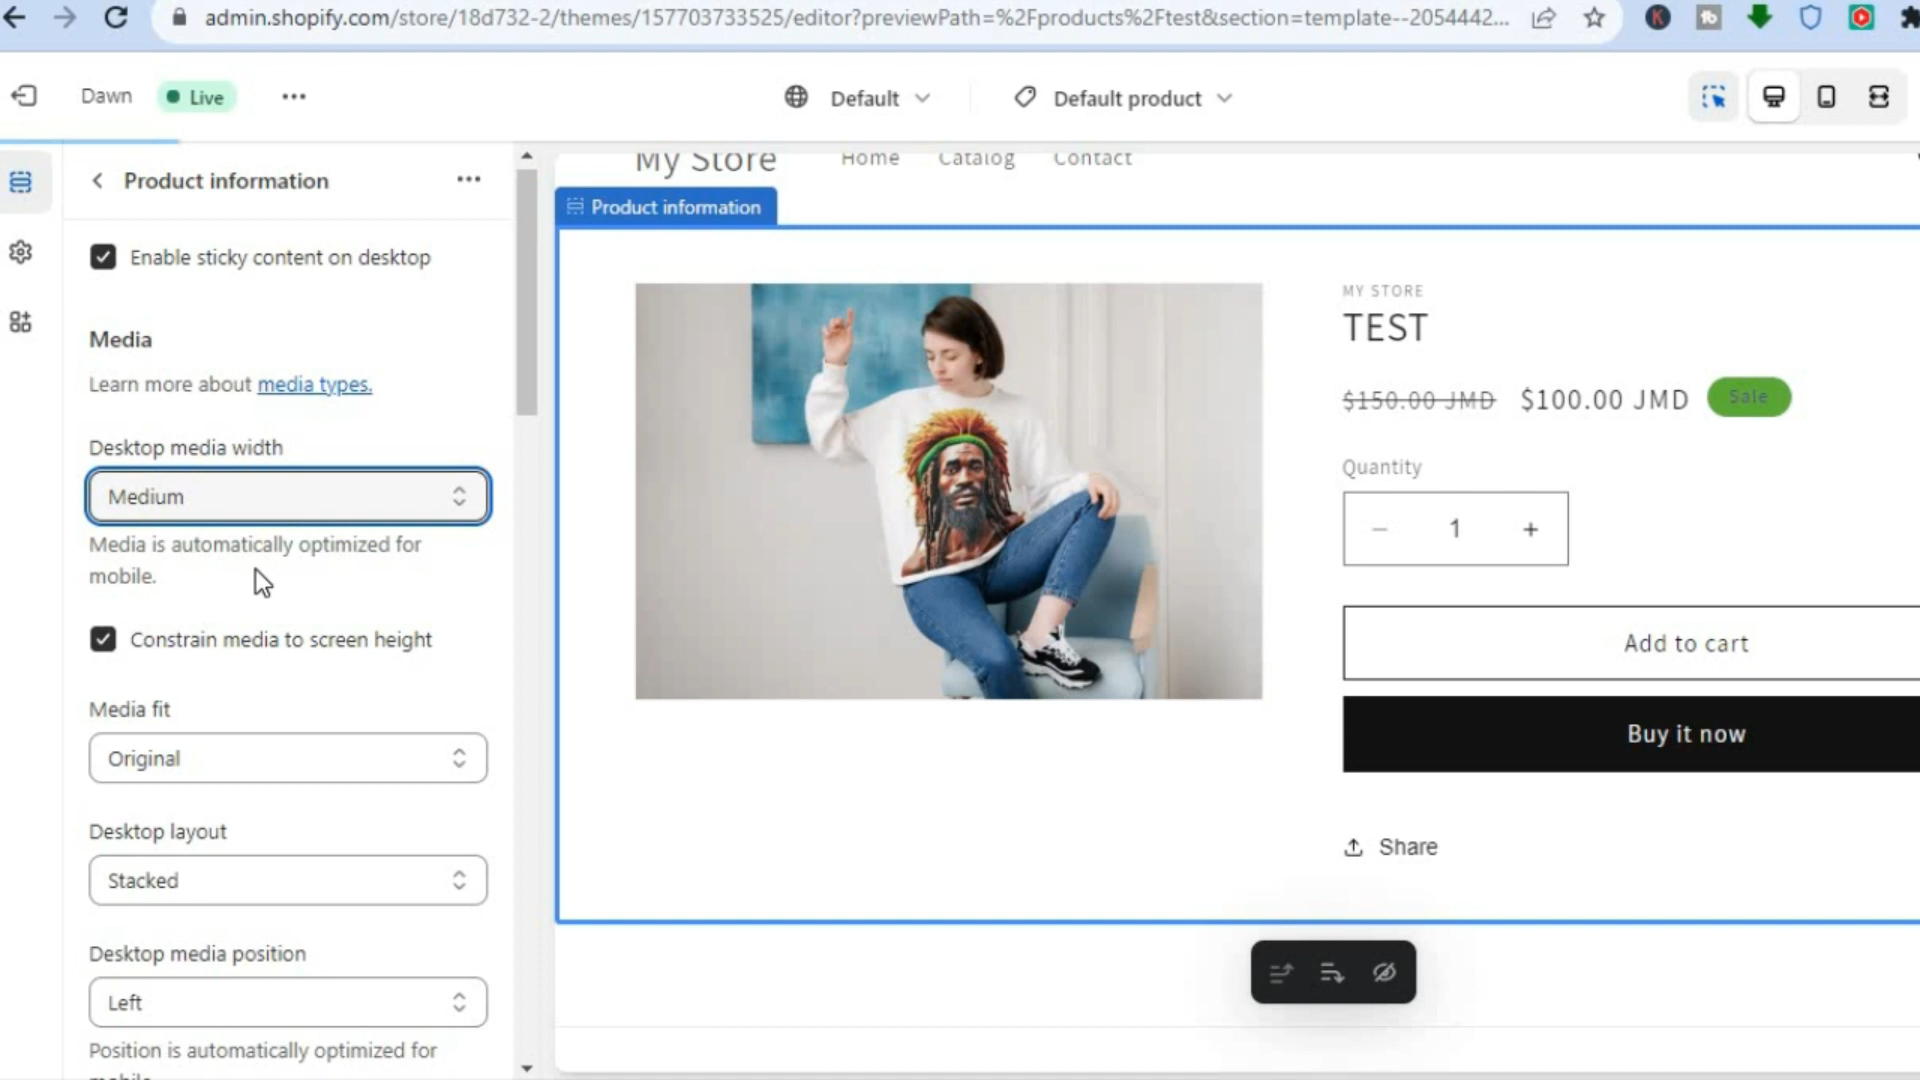 admin.shopify.com/store/18d732-2/themes/157703733525/editor?previewPath=%2Fproducts%2Ftest&section=template--2054442...
Dawn
Live
Default
Default product
Product information
Enable sticky content on desktop
Media
Learn more about media types.
Desktop media width
Medium
Media is automatically optimized for
mobile.
Constrain media to screen height
Media fit
Original
Desktop layout
Stacked
Desktop media position
Left
Position is automatically optimized for
mobile.
My Store
Home
Catalog
Contact
Product information
MY STORE
TEST
$150.00 JMD $100.00 JMD Sale
Quantity
− 1 +
Add to cart
Buy it now
Share